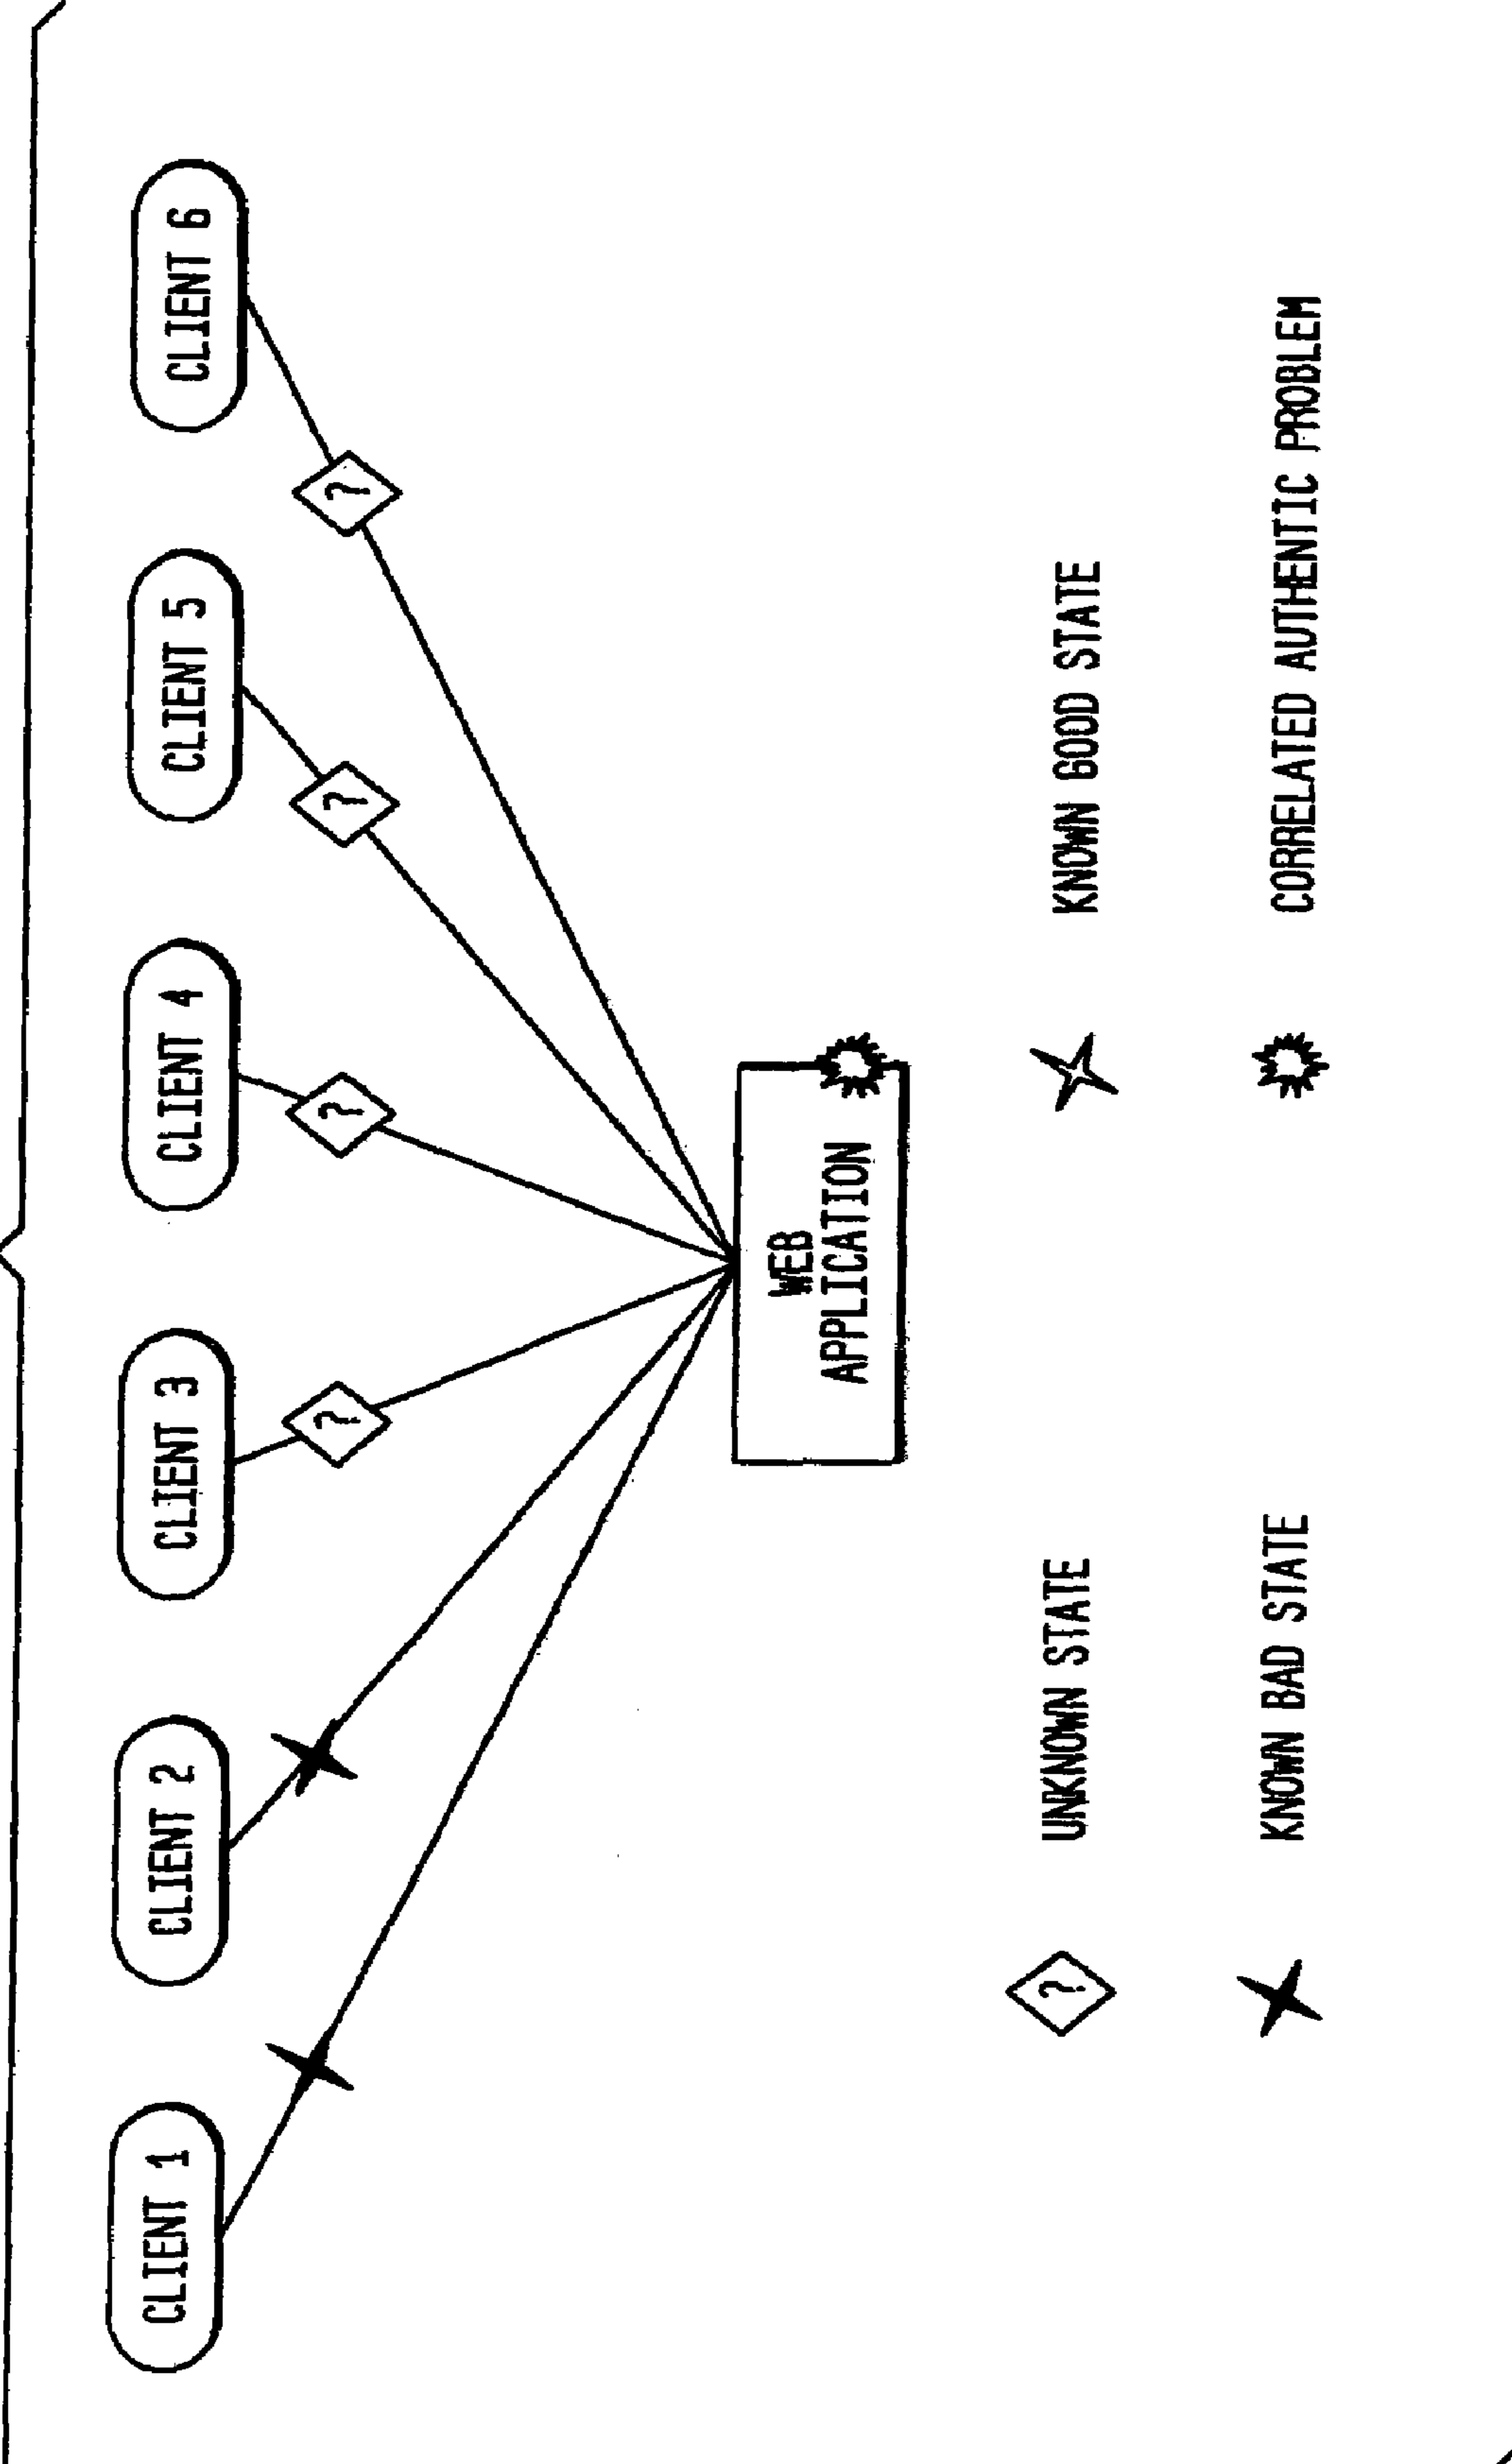 CLIENT 1
CLIENT 2
CLIENT 3
CLIENT 4
CLIENT 5
CLIENT 6
?
?
?
?
WEB
APPLICATION
?
UNKNOWN STATE
KNOWN GOOD STATE
KNOWN BAD STATE
CORRELATED AUTHENTIC PROBLEM